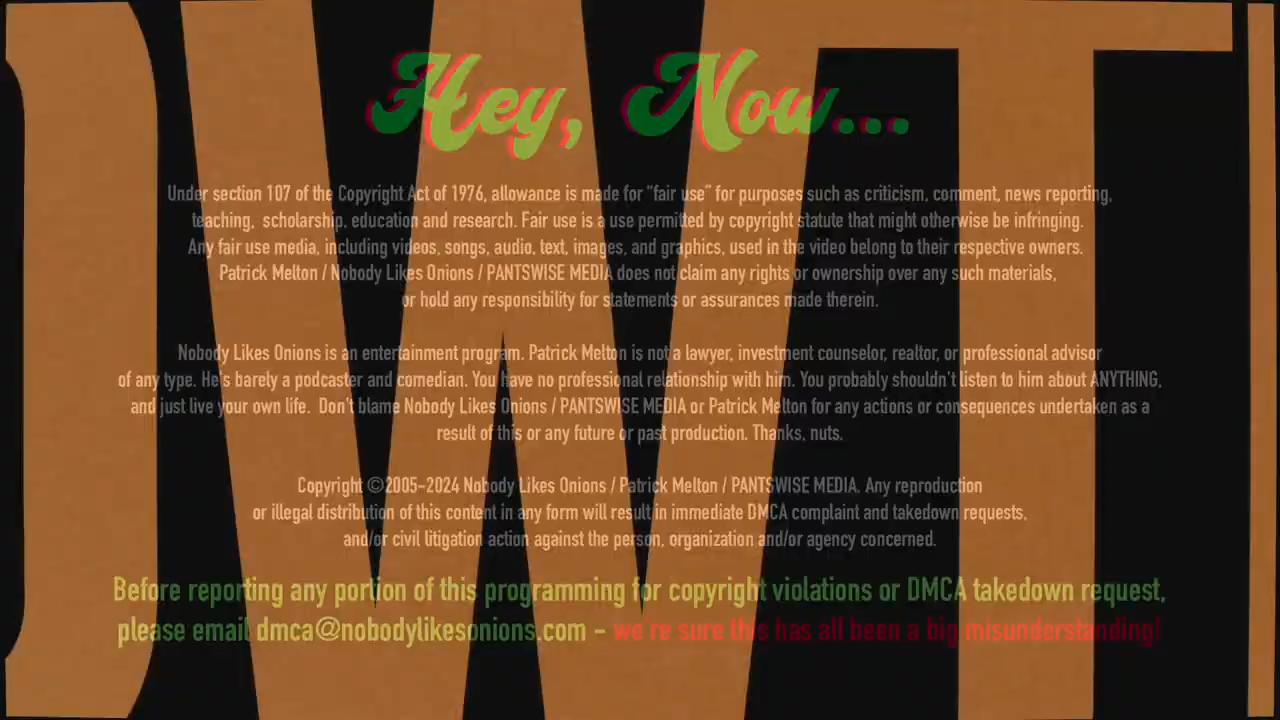 Hey, Now...
Under section 107 of the Copyright Act of 1976, allowance is made for "fair use" for purposes such as criticism, comment, news reporting,
teaching, scholarship, education and research. Fair use is a use permitted by copyright statute that might otherwise be infringing.
Any fair use media, including videos, songs, audio, text, images, and graphics, used in the video belong to their respective owners.
Patrick Melton / Nobody Likes Onions / PANTSWISE MEDIA does not claim any rights or ownership over any such materials,
or hold any responsibility for statements or assurances made therein.
Nobody Likes Onions is an entertainment program. Patrick Melton is not a lawyer, investment counselor, realtor, or professional advisor
of any type. He's barely a podcaster and comedian. You have no professional relationship with him. You probably shouldn't listen to him about ANYTHING,
and just live your own life. Don't blame Nobody Likes Onions / PANTSWISE MEDIA or Patrick Melton for any actions or consequences undertaken as a
result of this or any future or past production. Thanks, nuts.
Copyright ©2005-2024 Nobody Likes Onions / Patrick Melton / PANTSWISE MEDIA. Any reproduction
or illegal distribution of this content in any form will result in immediate DMCA complaint and takedown requests,
and/or civil litigation action against the person, organization and/or agency concerned.
Before reporting any portion of this programming for copyright violations or DMCA takedown request,
please email dmca@nobodylikesonions.com - we're sure this has all been a big misunderstanding!